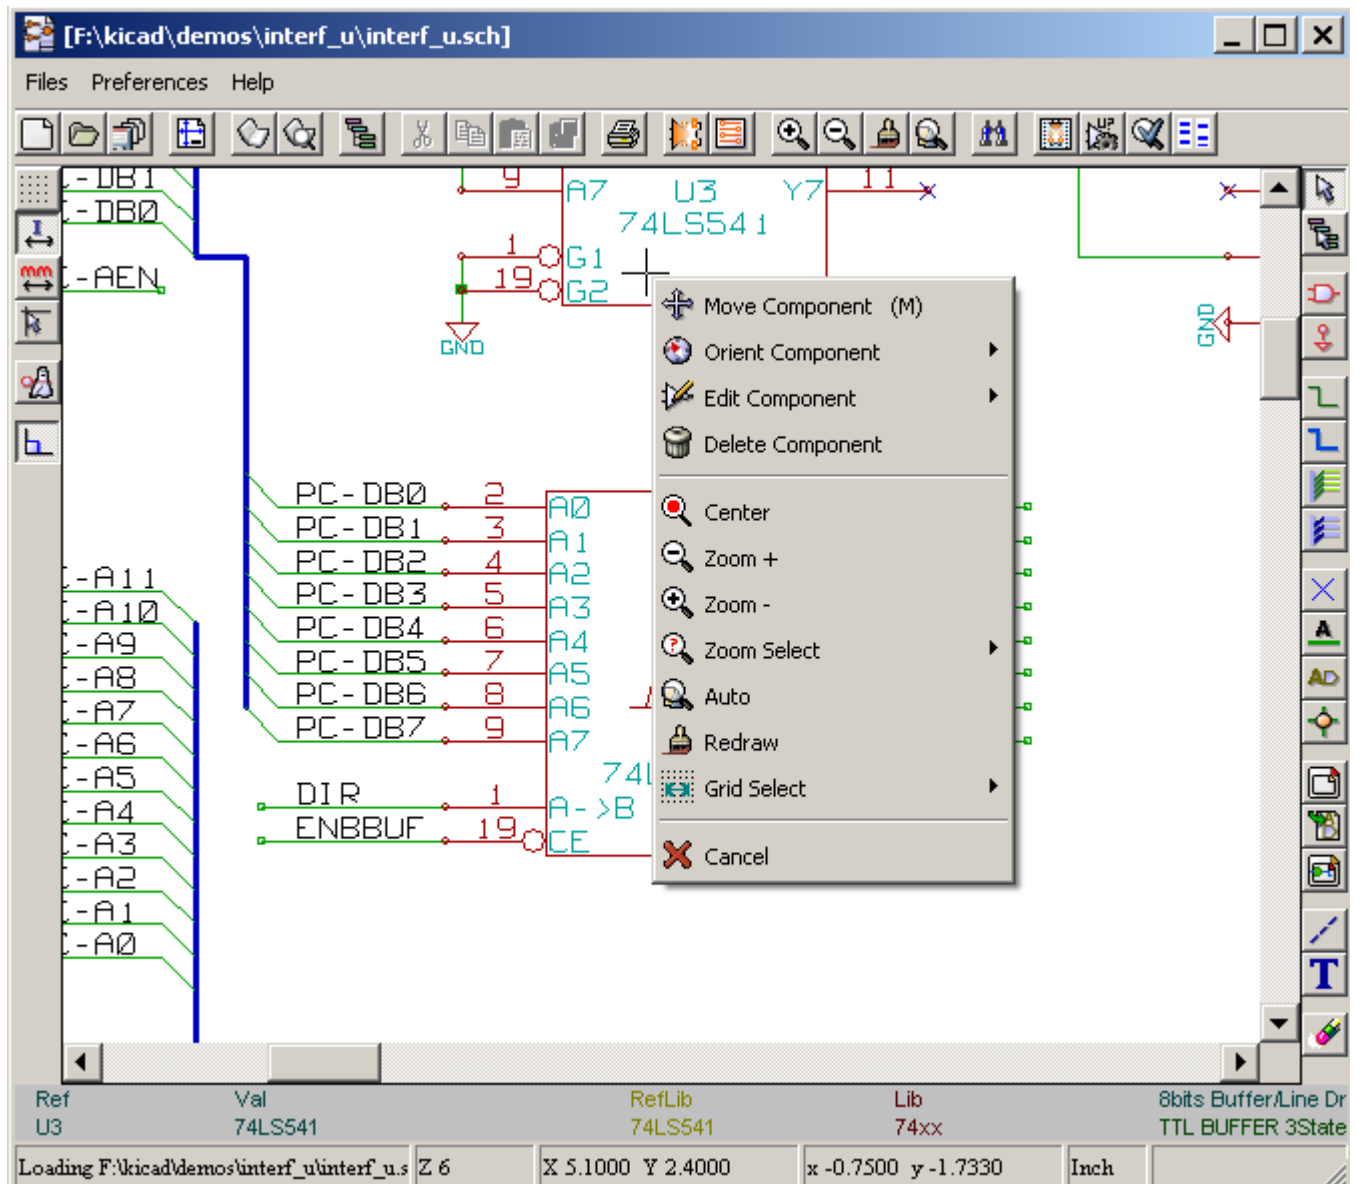 [F:\kicad\demos\interf_u\interf_u.sch]
Files Preferences Help
mm
C-DB1
C-DB0
C-AEN
9
A7 U3 Y7
74LS541
11
1
G1
19
G2
GND
GND
Move Component (M)
Orient Component
Edit Component
Delete Component
Center
Zoom +
Zoom -
Zoom Select
Auto
Redraw
Grid Select
Cancel
PC-DB0 2 A0
PC-DB1 3 A1
PC-DB2 4 A2
PC-DB3 5 A3
PC-DB4 6 A4
PC-DB5 7 A5
PC-DB6 8 A6
PC-DB7 9 A7
74L
DIR 1 A->B
ENBBUF 19 CE
C-A11
C-A10
C-A9
C-A8
C-A7
C-A6
C-A5
C-A4
C-A3
C-A2
C-A1
C-A0
A
AD
T
Ref Val RefLib Lib 8bits Buffer/Line Dr
U3 74LS541 74LS541 74xx TTL BUFFER 3State
Loading F:\kicad\demos\interf_u\interf_u.s Z 6 X 5.1000 Y 2.4000 x -0.7500 y -1.7330 Inch